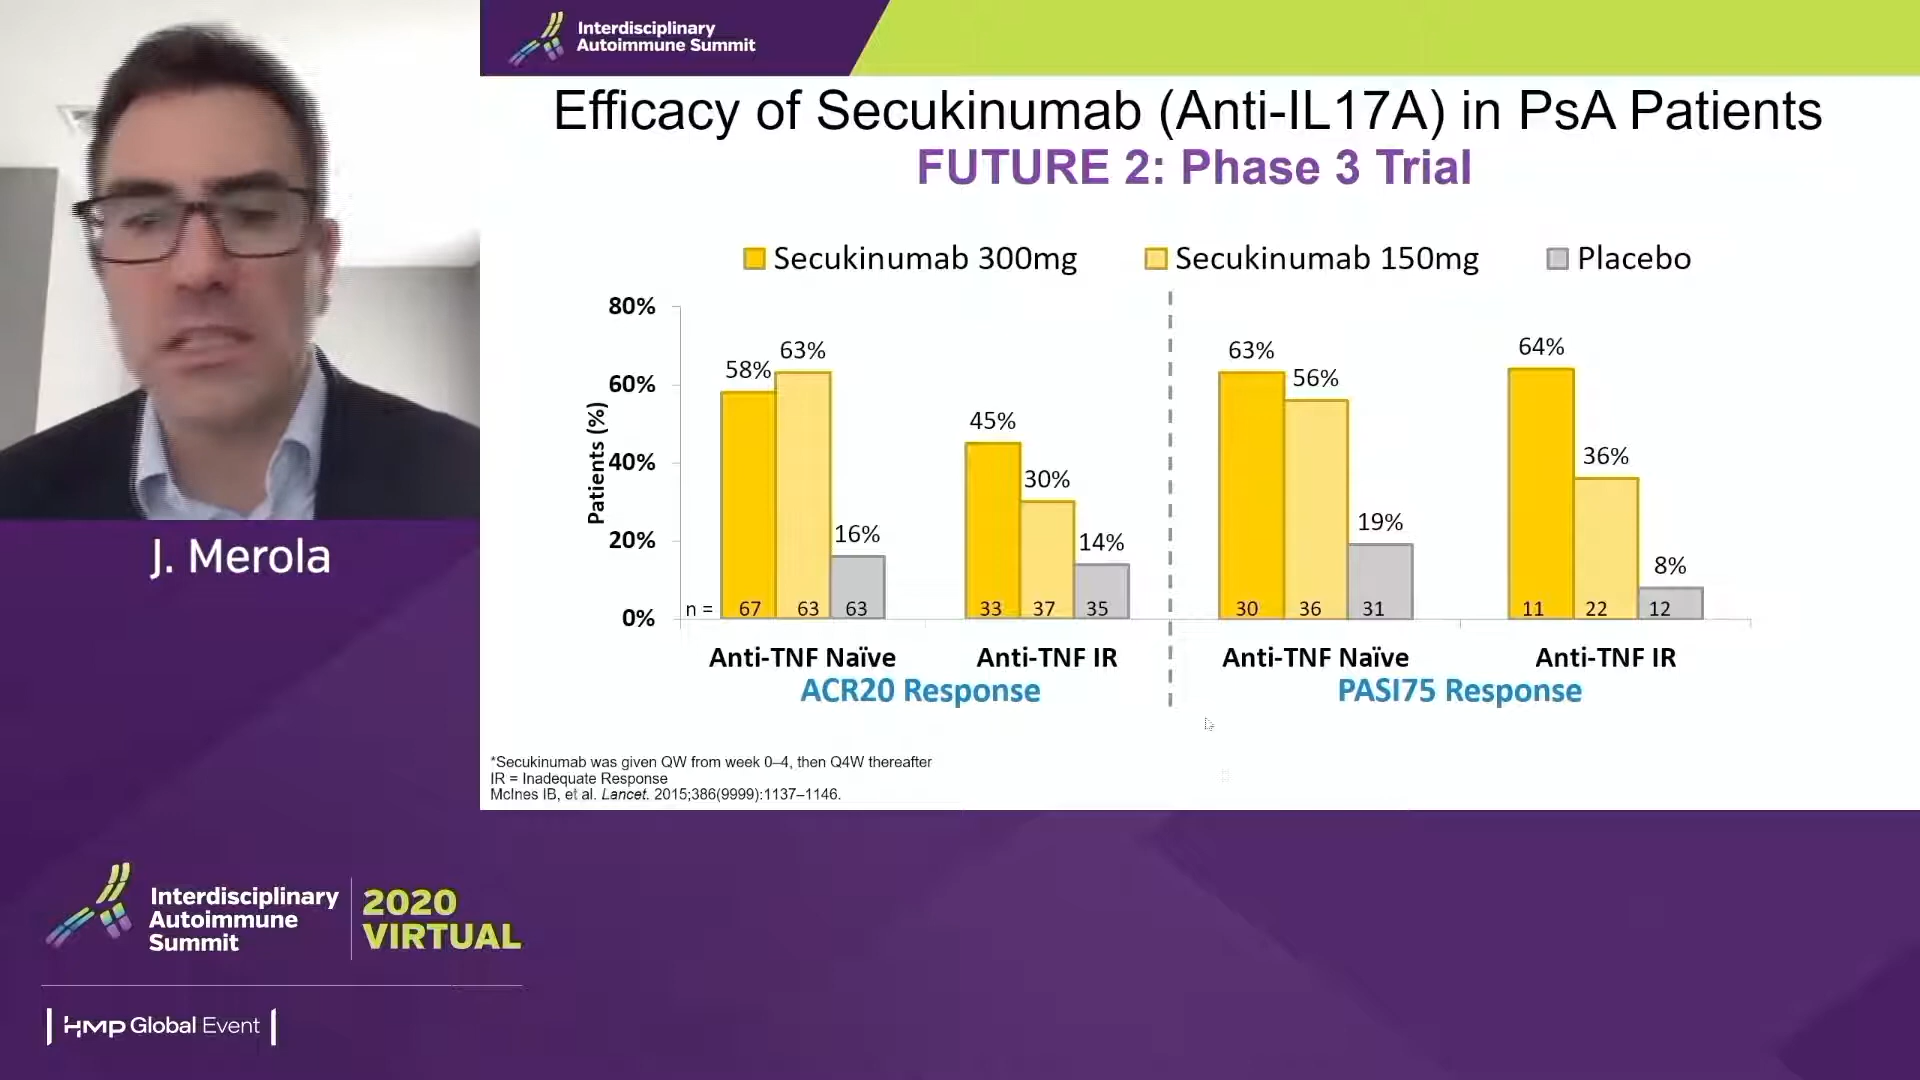 Interdisciplinary
Autoimmune Summit
Efficacy of Secukinumab (Anti-IL17A) in PsA Patients
FUTURE 2: Phase 3 Trial
Secukinumab 300mg Secukinumab 150mg Placebo
Patients (%)
80%
60%
40%
20%
0%
58% 63% 16%
45% 30% 14%
63% 56% 19%
64% 36% 8%
n = 67 63 63 33 37 35 30 36 31 11 22 12
Anti-TNF Naïve Anti-TNF IR Anti-TNF Naïve Anti-TNF IR
ACR20 Response PASI75 Response
*Secukinumab was given QW from week 0–4, then Q4W thereafter
IR = Inadequate Response
McInes IB, et al. Lancet. 2015;386(9999):1137–1146.
J. Merola
Interdisciplinary
Autoimmune
Summit
2020
VIRTUAL
HMP Global Event